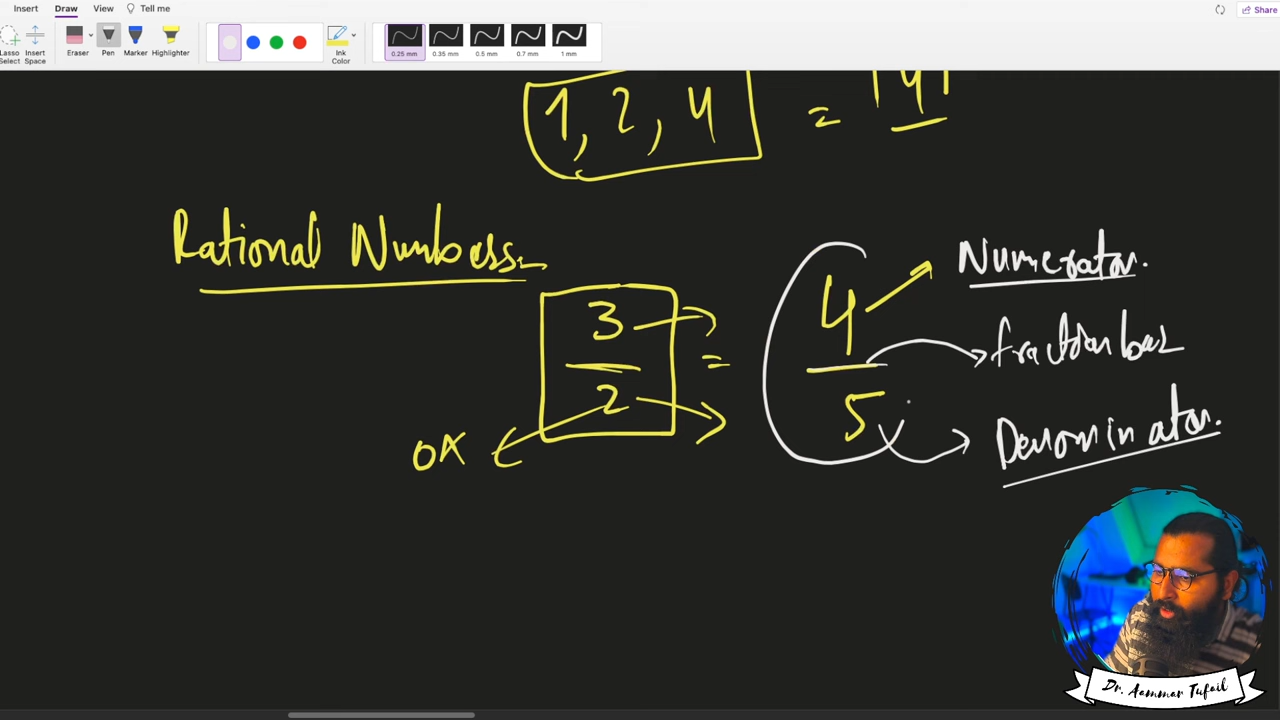 Insert Draw View Tell me
Share
Lasso Select
Insert Space
Eraser
Pen
Marker
Highlighter
Ink Color
0.25 mm 0.35 mm 0.5 mm 0.7 mm 1 mm
1, 2, 4 = |4|
Rational Numbers
3
2
0X
=
4
5
Numerator.
fraction bar
Denominator.
Dr. Aammar Tufail